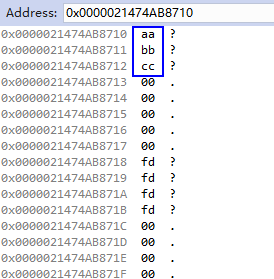 Address: 0x0000021474AB8710
0x0000021474AB8710 aa ?
0x0000021474AB8711 bb ?
0x0000021474AB8712 cc ?
0x0000021474AB8713 00 .
0x0000021474AB8714 00 .
0x0000021474AB8715 00 .
0x0000021474AB8716 00 .
0x0000021474AB8717 00 .
0x0000021474AB8718 fd ?
0x0000021474AB8719 fd ?
0x0000021474AB871A fd ?
0x0000021474AB871B fd ?
0x0000021474AB871C 00 .
0x0000021474AB871D 00 .
0x0000021474AB871E 00 .
0x0000021474AB871F 00 .